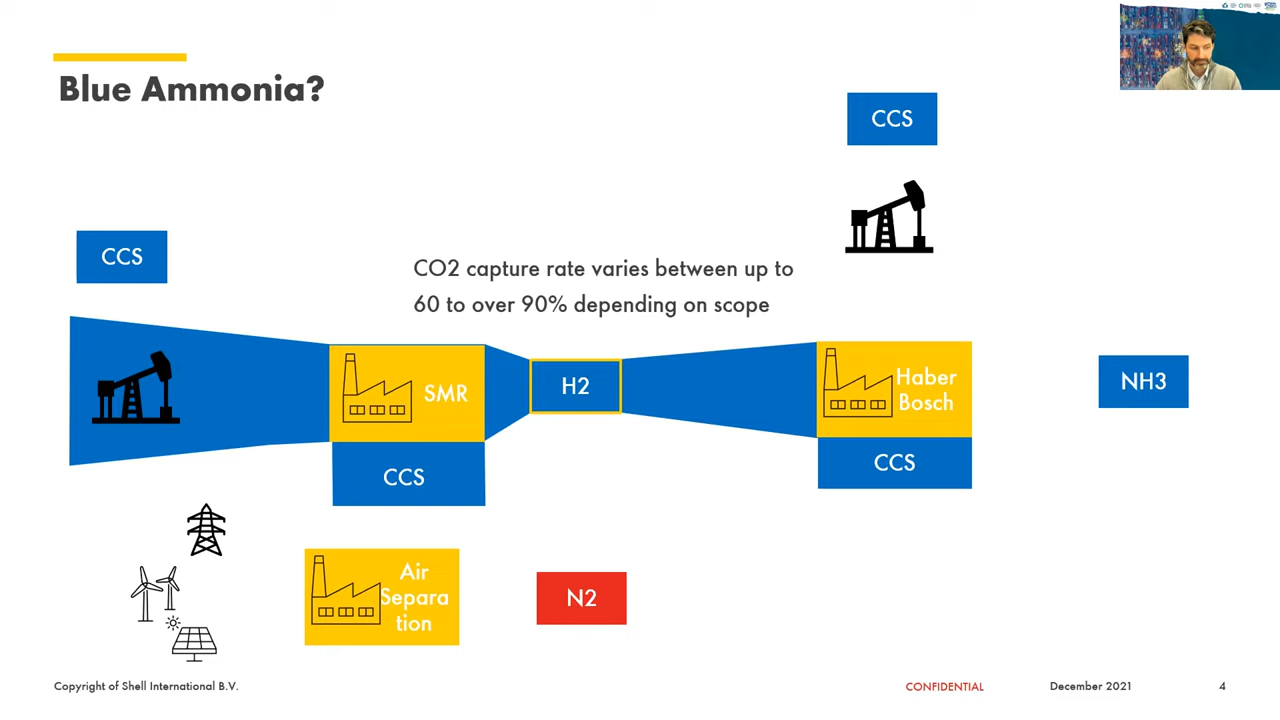 Blue Ammonia?
CCS
CCS
CO2 capture rate varies between up to
60 to over 90% depending on scope
SMR
H2
Haber
Bosch
NH3
CCS
CCS
Air
Separa
tion
N2
Copyright of Shell International B.V.
CONFIDENTIAL
December 2021
4